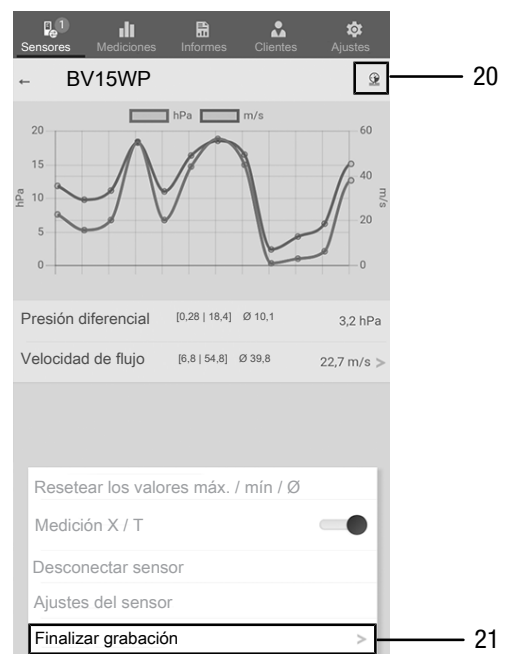 1
Sensores Mediciones Informes Clientes Ajustes
← BV15WP
20
hPa m/s
20 60
15
40
10
20
5
0 0
hPa
m/s
Presión diferencial [0,28 | 18,4] Ø 10,1 3,2 hPa
Velocidad de flujo [6,8 | 54,8] Ø 39,8 22,7 m/s >
Resetear los valores máx. / mín / Ø
Medición X / T
Desconectar sensor
Ajustes del sensor
Finalizar grabación >
21